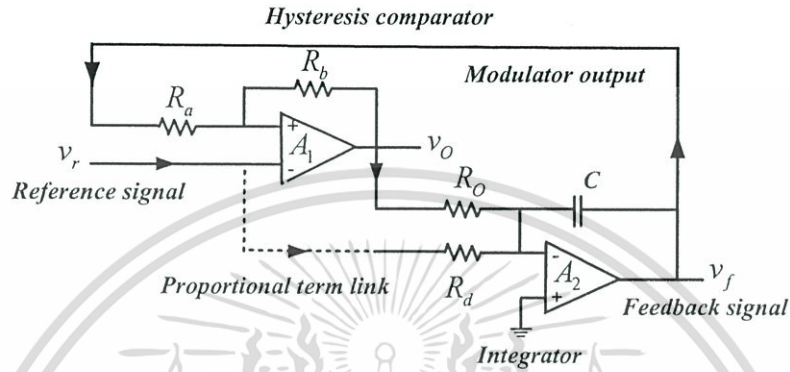 Hysteresis comparator
R_b
Modulator output
R_a
+
A_1
-
v_r
v_O
Reference signal
R_O
C
-
A_2
+
R_d
v_f
Proportional term link
Feedback signal
Integrator